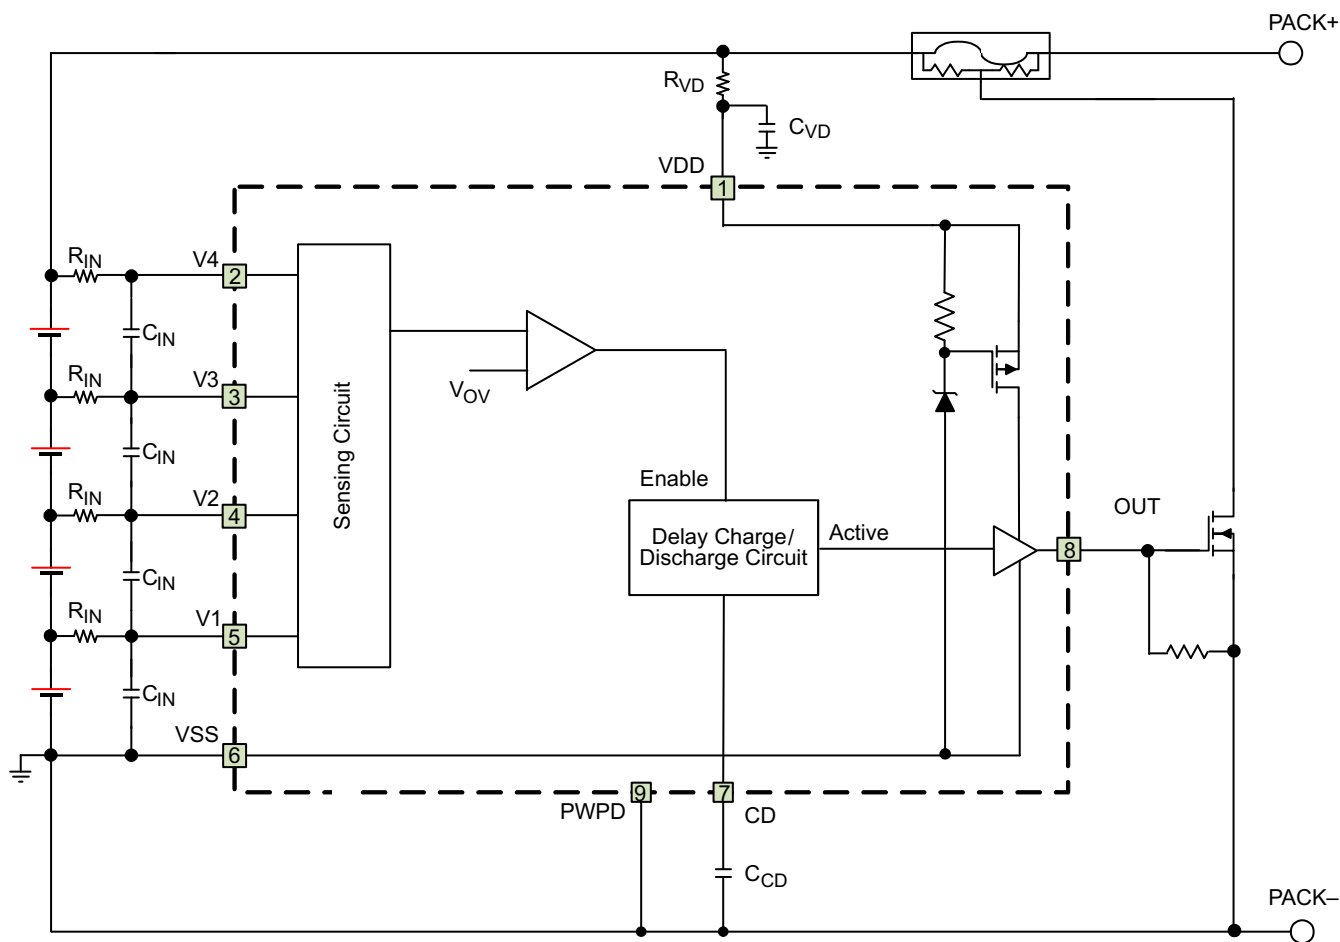 PACK+
RVD
CVD
VDD
1
RIN
V4
2
CIN
RIN
V3
3
VOV
CIN
Sensing Circuit
Enable
RIN
V2
4
OUT
Delay Charge/
Discharge Circuit
Active
8
CIN
RIN
V1
5
CIN
VSS
6
9
7
PWPD
CD
CCD
PACK–